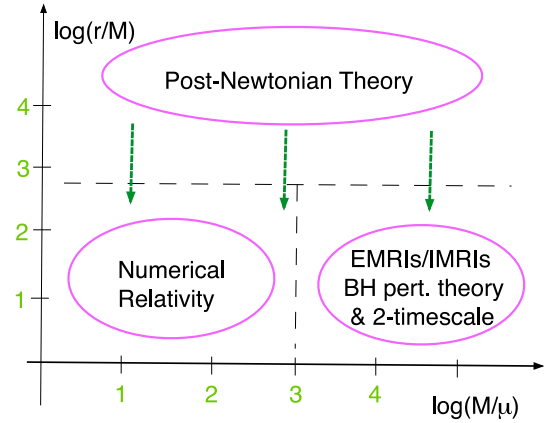 log(r/M)
Post-Newtonian Theory
4
3
2
1
Numerical
Relativity
EMRIs/IMRIs
BH pert. theory
& 2-timescale
1
2
3
4
log(M/μ)